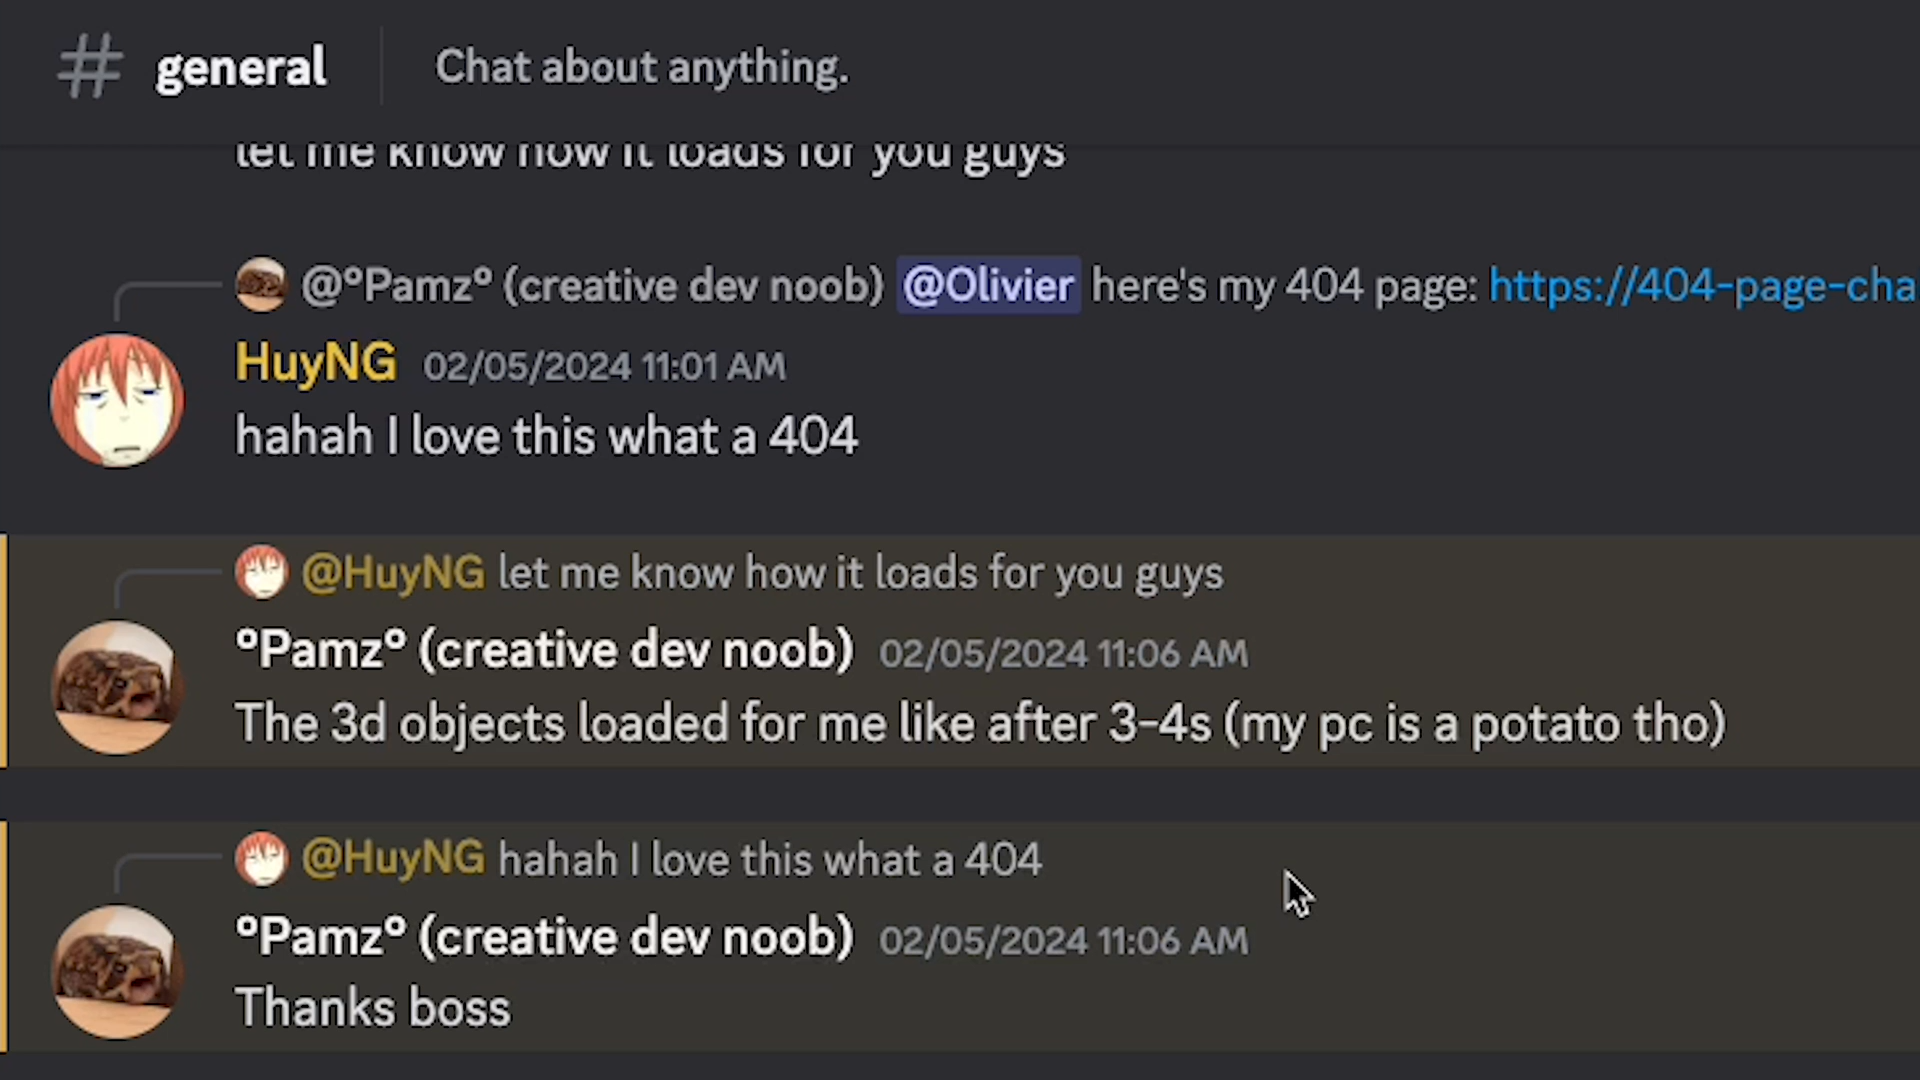 general Chat about anything.
let me know how it loads for you guys
@°Pamz° (creative dev noob) @Olivier here's my 404 page: https://404-page-cha
HuyNG 02/05/2024 11:01 AM
hahah I love this what a 404
@HuyNG let me know how it loads for you guys
°Pamz° (creative dev noob) 02/05/2024 11:06 AM
The 3d objects loaded for me like after 3-4s (my pc is a potato tho)
@HuyNG hahah I love this what a 404
°Pamz° (creative dev noob) 02/05/2024 11:06 AM
Thanks boss